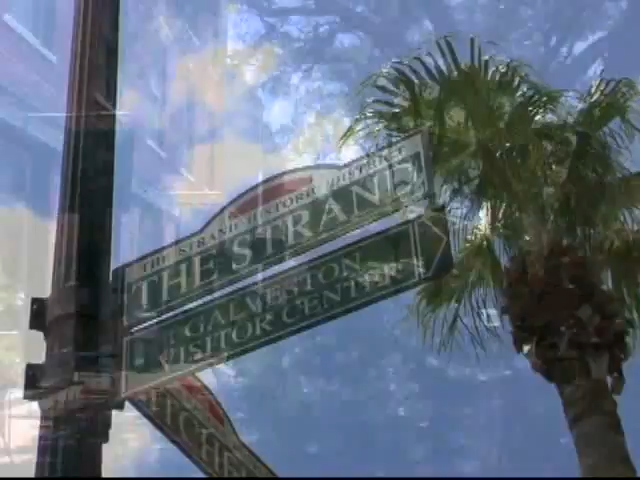 THE STRAND HISTORIC DISTRICT
THE STRAND
GALVESTON
VISITOR CENTER